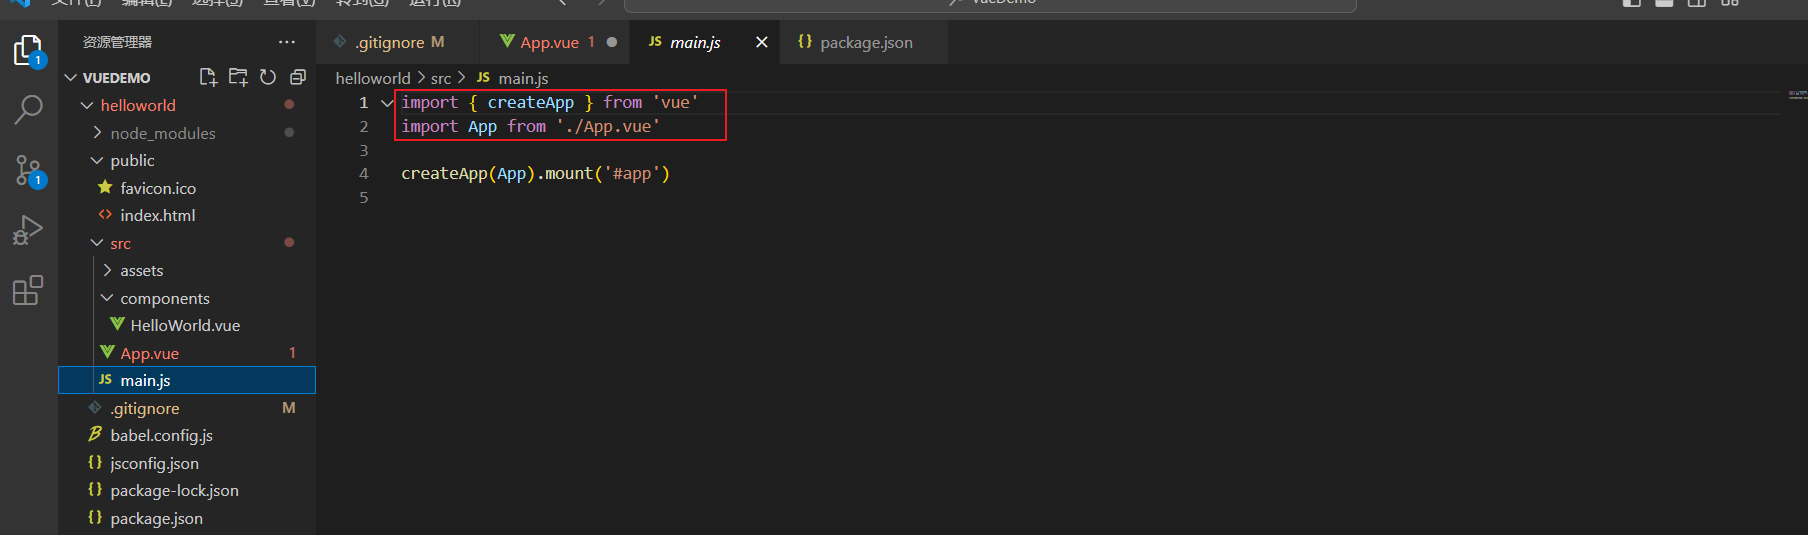 文件(F) 编辑(E) 选择(S) 查看(V) 转到(G) 运行(R) VueDemo
资源管理器 ···
.gitignore M App.vue 1 JS main.js {} package.json
VUEDEMO
helloworld > src > JS main.js
helloworld
node_modules
public
favicon.ico
index.html
src
assets
components
HelloWorld.vue
App.vue 1
JS main.js
.gitignore M
babel.config.js
{} jsconfig.json
{} package-lock.json
{} package.json
1
1
1 import { createApp } from 'vue'
2 import App from './App.vue'
3
4 createApp(App).mount('#app')
5